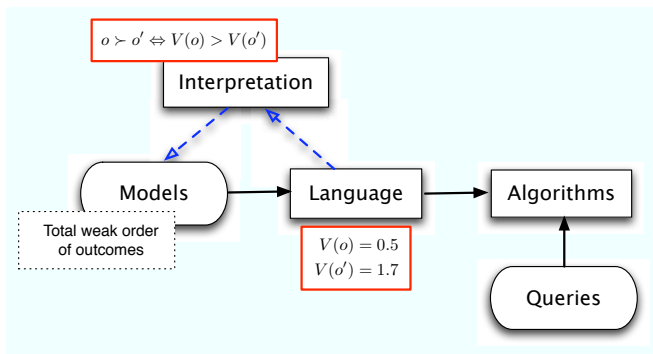 o ≻ o′ ⇔ V(o) > V(o′)
Interpretation
Models
Language
Algorithms
Total weak order
of outcomes
V(o) = 0.5
V(o′) = 1.7
Queries